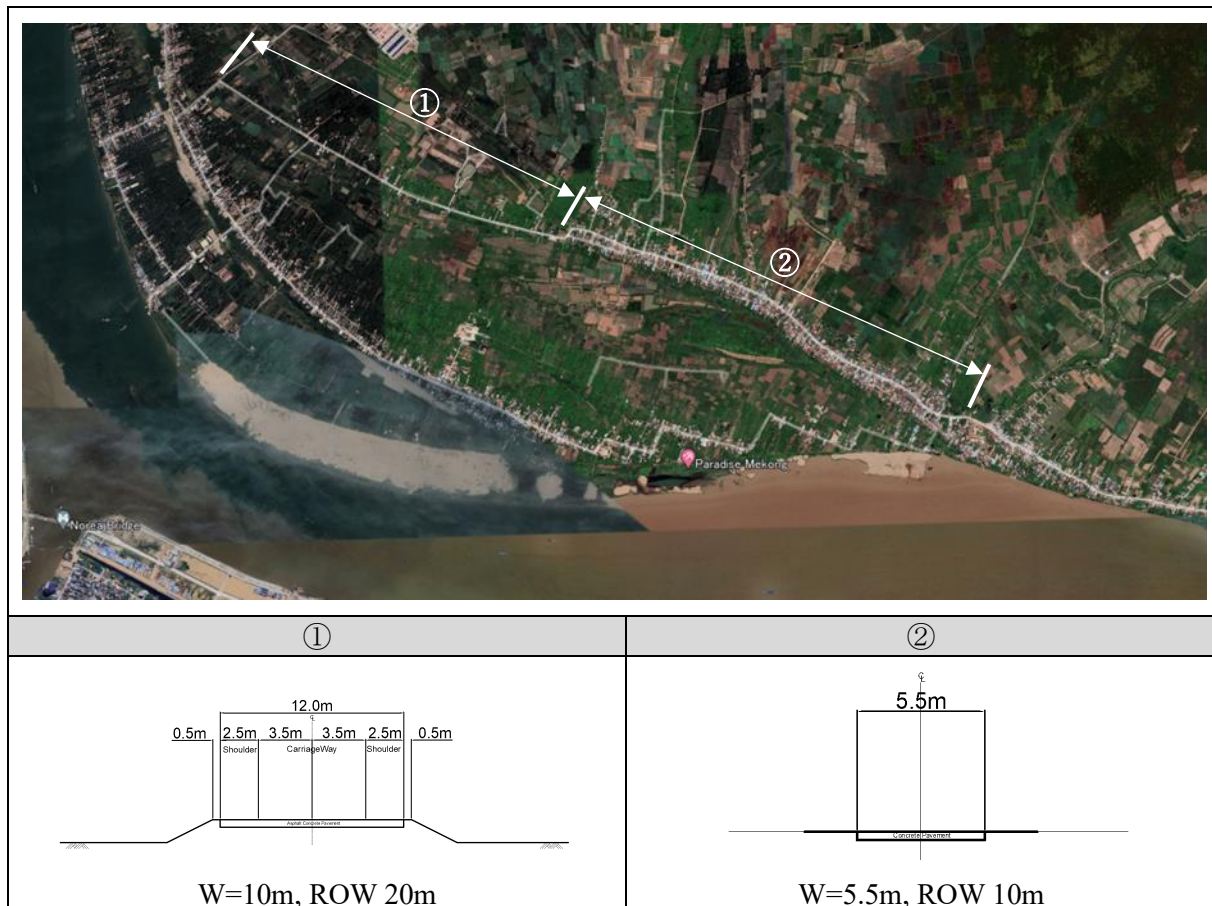 ①
②
Paradise Mekong
Norea Bridge
① ②
12.0m
℄
0.5m 2.5m 3.5m 3.5m 2.5m 0.5m
Shoulder CarriageWay Shoulder
Asphalt Concrete Pavement
W=10m, ROW 20m
℄
5.5m
Concrete Pavement
W=5.5m, ROW 10m